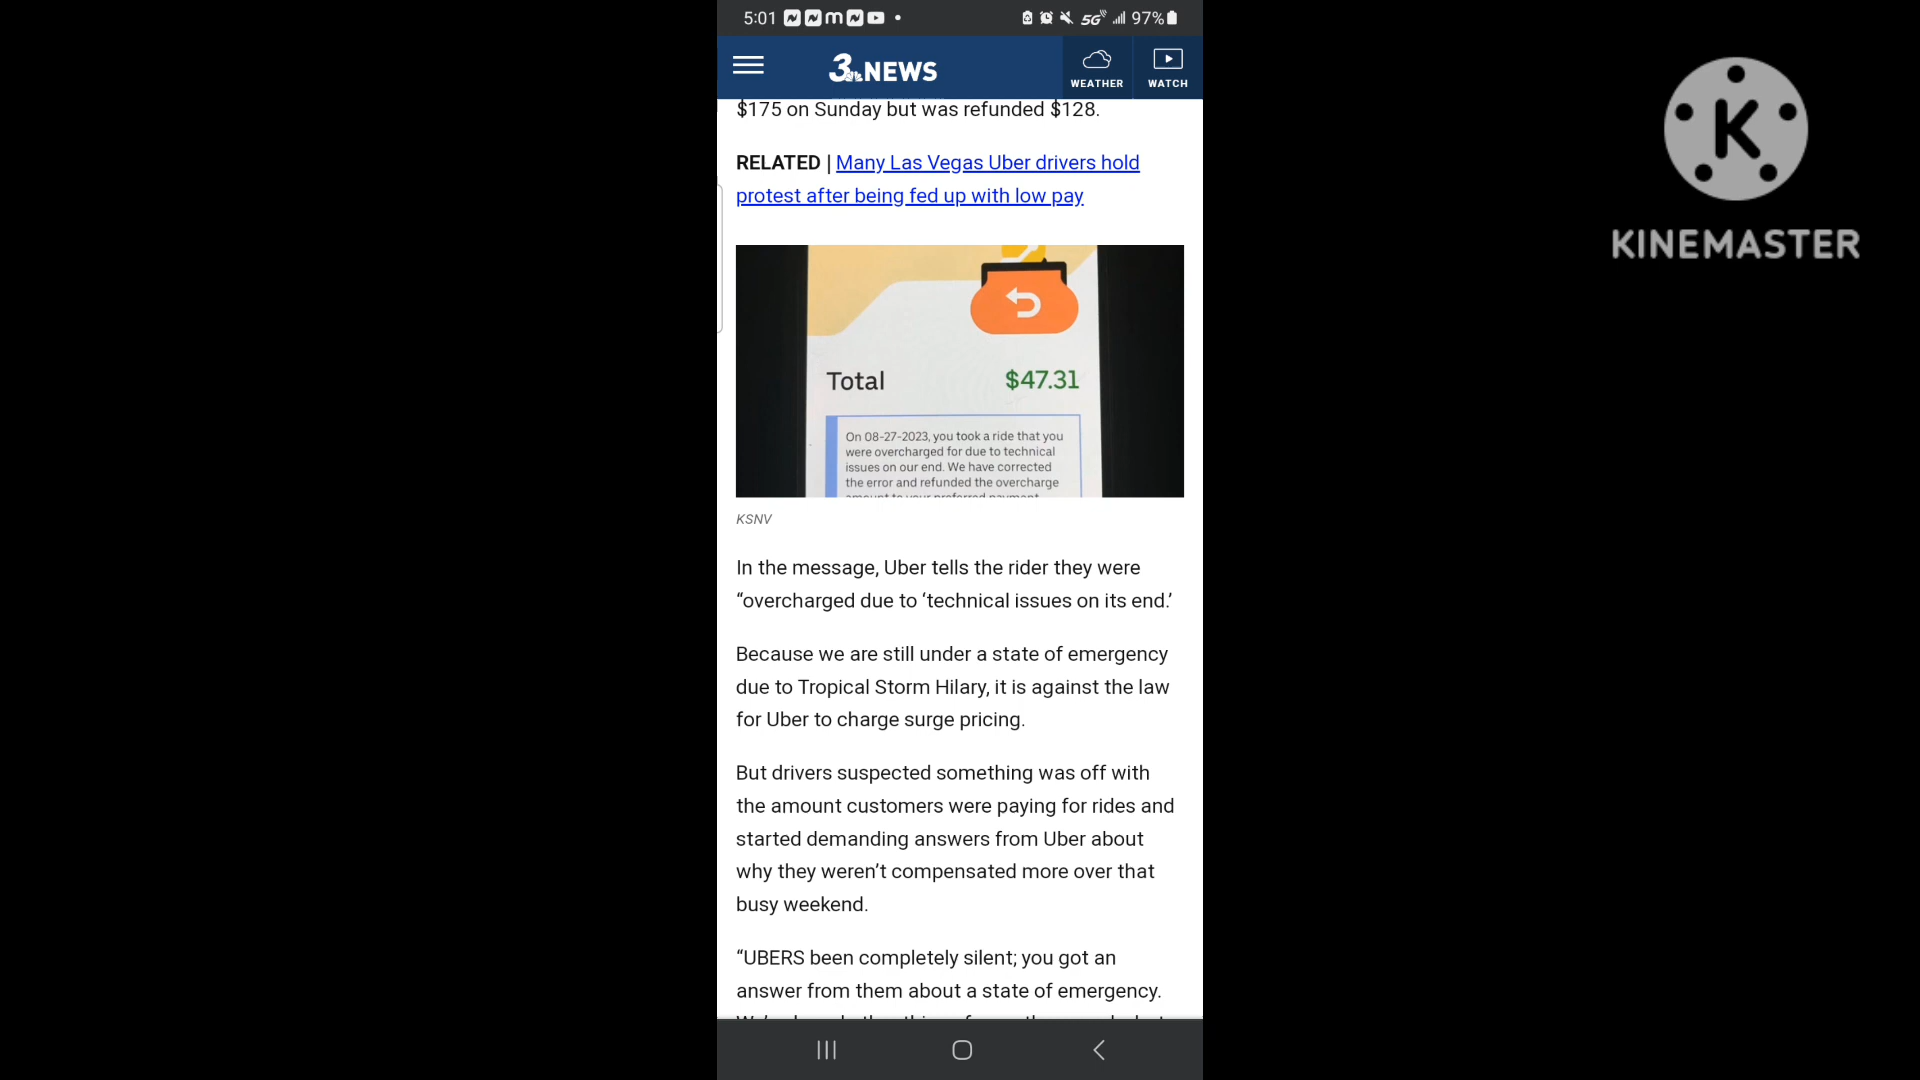 5:01
5G 97%
3 NEWS
WEATHER
WATCH
$175 on Sunday but was refunded $128.
RELATED | Many Las Vegas Uber drivers hold
protest after being fed up with low pay
Total $47.31
On 08-27-2023, you took a ride that you
were overcharged for due to technical
issues on our end. We have corrected
the error and refunded the overcharge
amount to your preferred payment
KSNV
In the message, Uber tells the rider they were
“overcharged due to ‘technical issues on its end.’
Because we are still under a state of emergency
due to Tropical Storm Hilary, it is against the law
for Uber to charge surge pricing.
But drivers suspected something was off with
the amount customers were paying for rides and
started demanding answers from Uber about
why they weren’t compensated more over that
busy weekend.
“UBERS been completely silent; you got an
answer from them about a state of emergency.
K
KINEMASTER